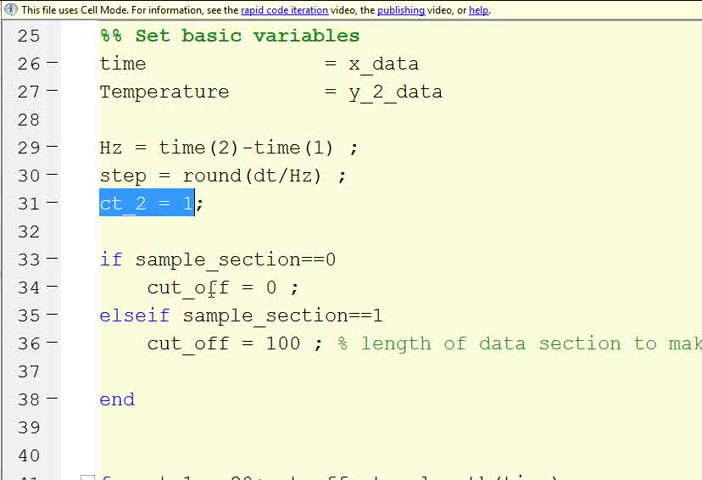 This file uses Cell Mode. For information, see the rapid code iteration video, the publishing video, or help.
25 %% Set basic variables
26 – time = x_data
27 – Temperature = y_2_data
28
29 – Hz = time(2)-time(1) ;
30 – step = round(dt/Hz) ;
31 – ct_2 = 1;
32
33 – if sample_section==0
34 – cut_off = 0 ;
35 – elseif sample_section==1
36 – cut_off = 100 ; % length of data section to mak
37
38 – end
39
40